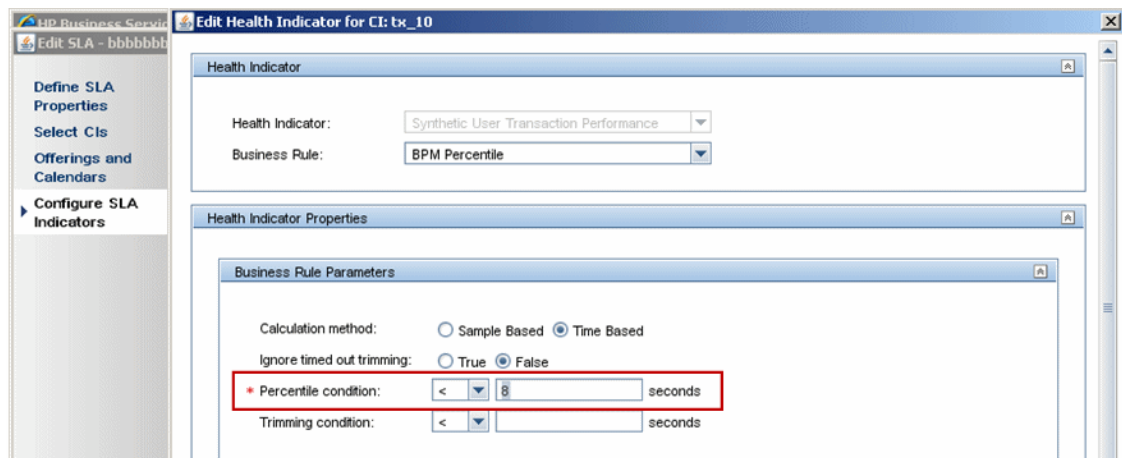 HP Business Servic
Edit Health Indicator for CI: tx_10
Edit SLA - bbbbbbb
Define SLA
Properties
Select CIs
Offerings and
Calendars
Configure SLA
Indicators
Health Indicator
Health Indicator: Synthetic User Transaction Performance
Business Rule: BPM Percentile
Health Indicator Properties
Business Rule Parameters
Calculation method: Sample Based Time Based
Ignore timed out trimming: True False
* Percentile condition: < 8 seconds
Trimming condition: < seconds